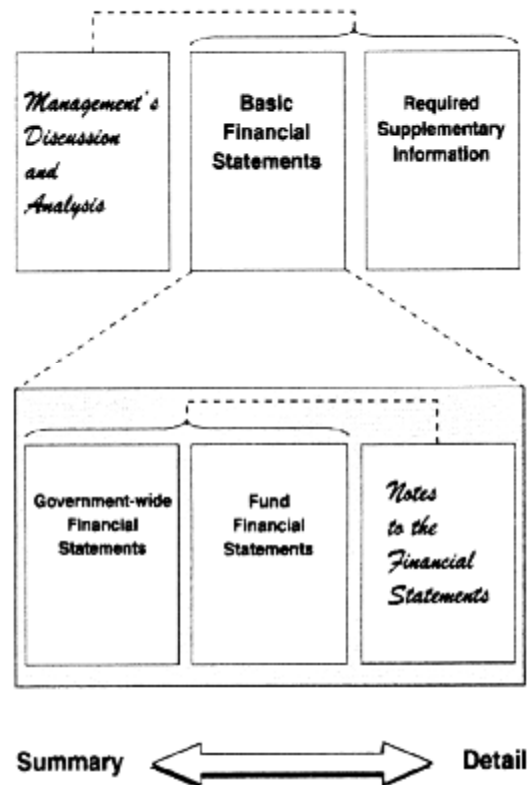 Management's
Discussion
and
Analysis
Basic
Financial
Statements
Required
Supplementary
Information
Government-wide
Financial
Statements
Fund
Financial
Statements
Notes
to the
Financial
Statements
Summary
Detail